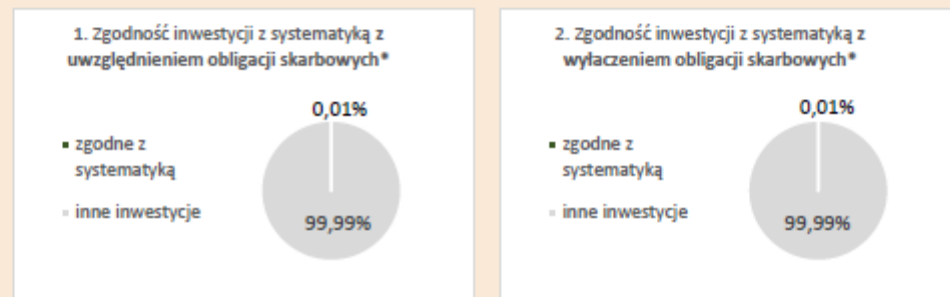 1. Zgodność inwestycji z systematyką z
uwzględnieniem obligacji skarbowych*
0,01%
zgodne z
systematyką
inne inwestycje
99,99%
2. Zgodność inwestycji z systematyką z
wyłaczeniem obligacji skarbowych*
0,01%
zgodne z
systematyką
inne inwestycje
99,99%